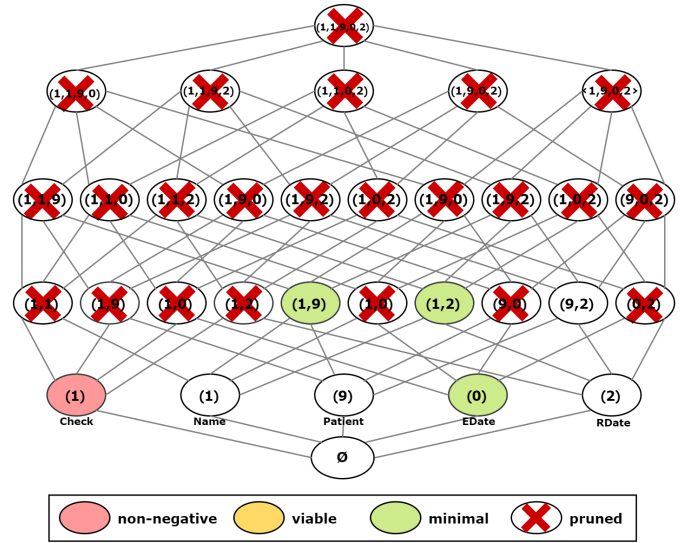 (1,1,9,0,2)
(1,1,9,0) (1,1,9,2) (1,1,0,2) (1,9,0,2) <1,9,0,2>
(1,1,9) (1,1,0) (1,1,2) (1,9,0) (1,9,2) (1,0,2) (1,9,0) (1,9,2) (1,0,2) (9,0,2)
(1,1) (1,9) (1,0) (1,2) (1,9) (1,0) (1,2) (9,0) (9,2) (0,2)
(1) (1) (9) (0) (2)
Check Name Patient EDate RDate
Ø
non-negative viable minimal pruned